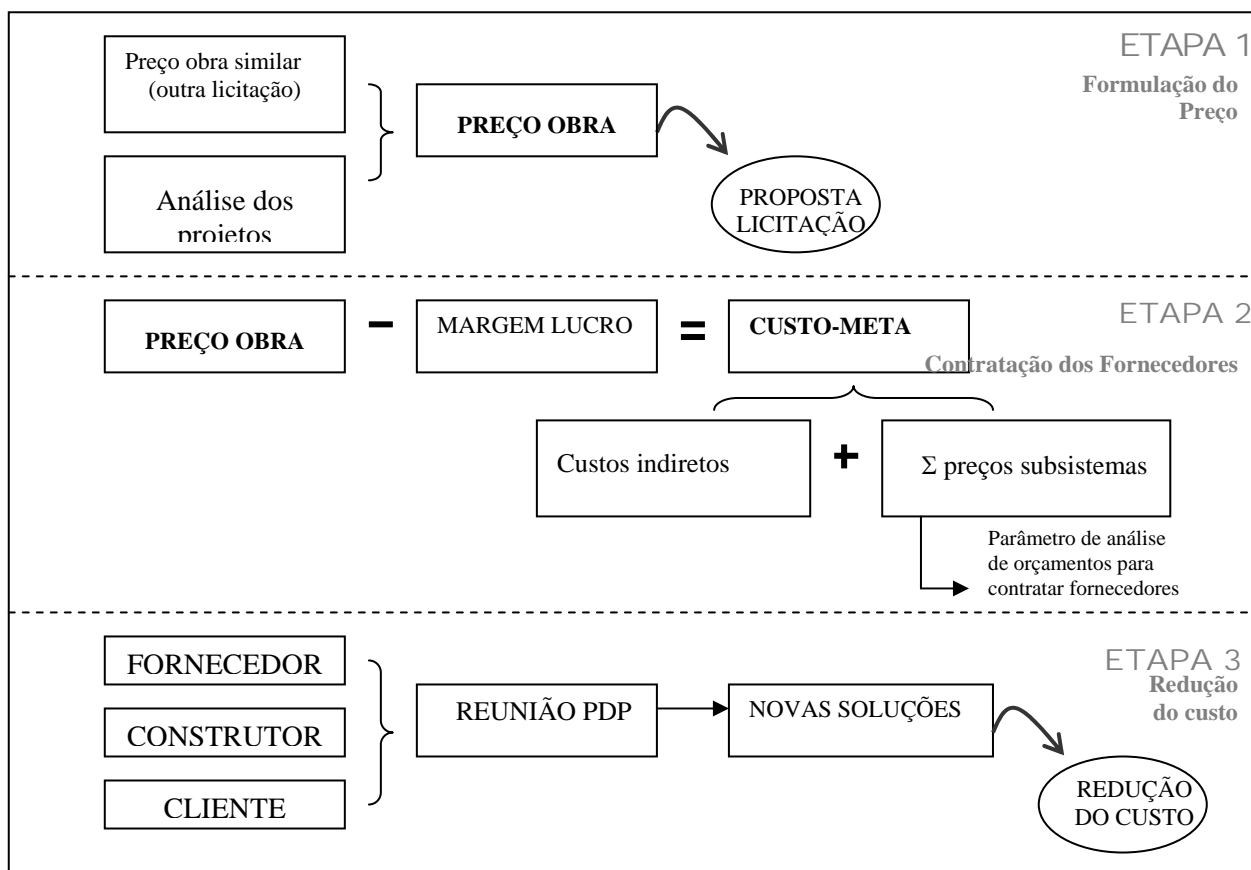 ETAPA 1
Formulação do
Preço
Preço obra similar
(outra licitação)
Análise dos
projetos
PREÇO OBRA
PROPOSTA
LICITAÇÃO
ETAPA 2
Contratação dos Fornecedores
PREÇO OBRA
–
MARGEM LUCRO
=
CUSTO-META
Custos indiretos
+
Σ preços subsistemas
Parâmetro de análise
de orçamentos para
contratar fornecedores
ETAPA 3
Redução
do custo
FORNECEDOR
CONSTRUTOR
CLIENTE
REUNIÃO PDP
NOVAS SOLUÇÕES
REDUÇÃO
DO CUSTO